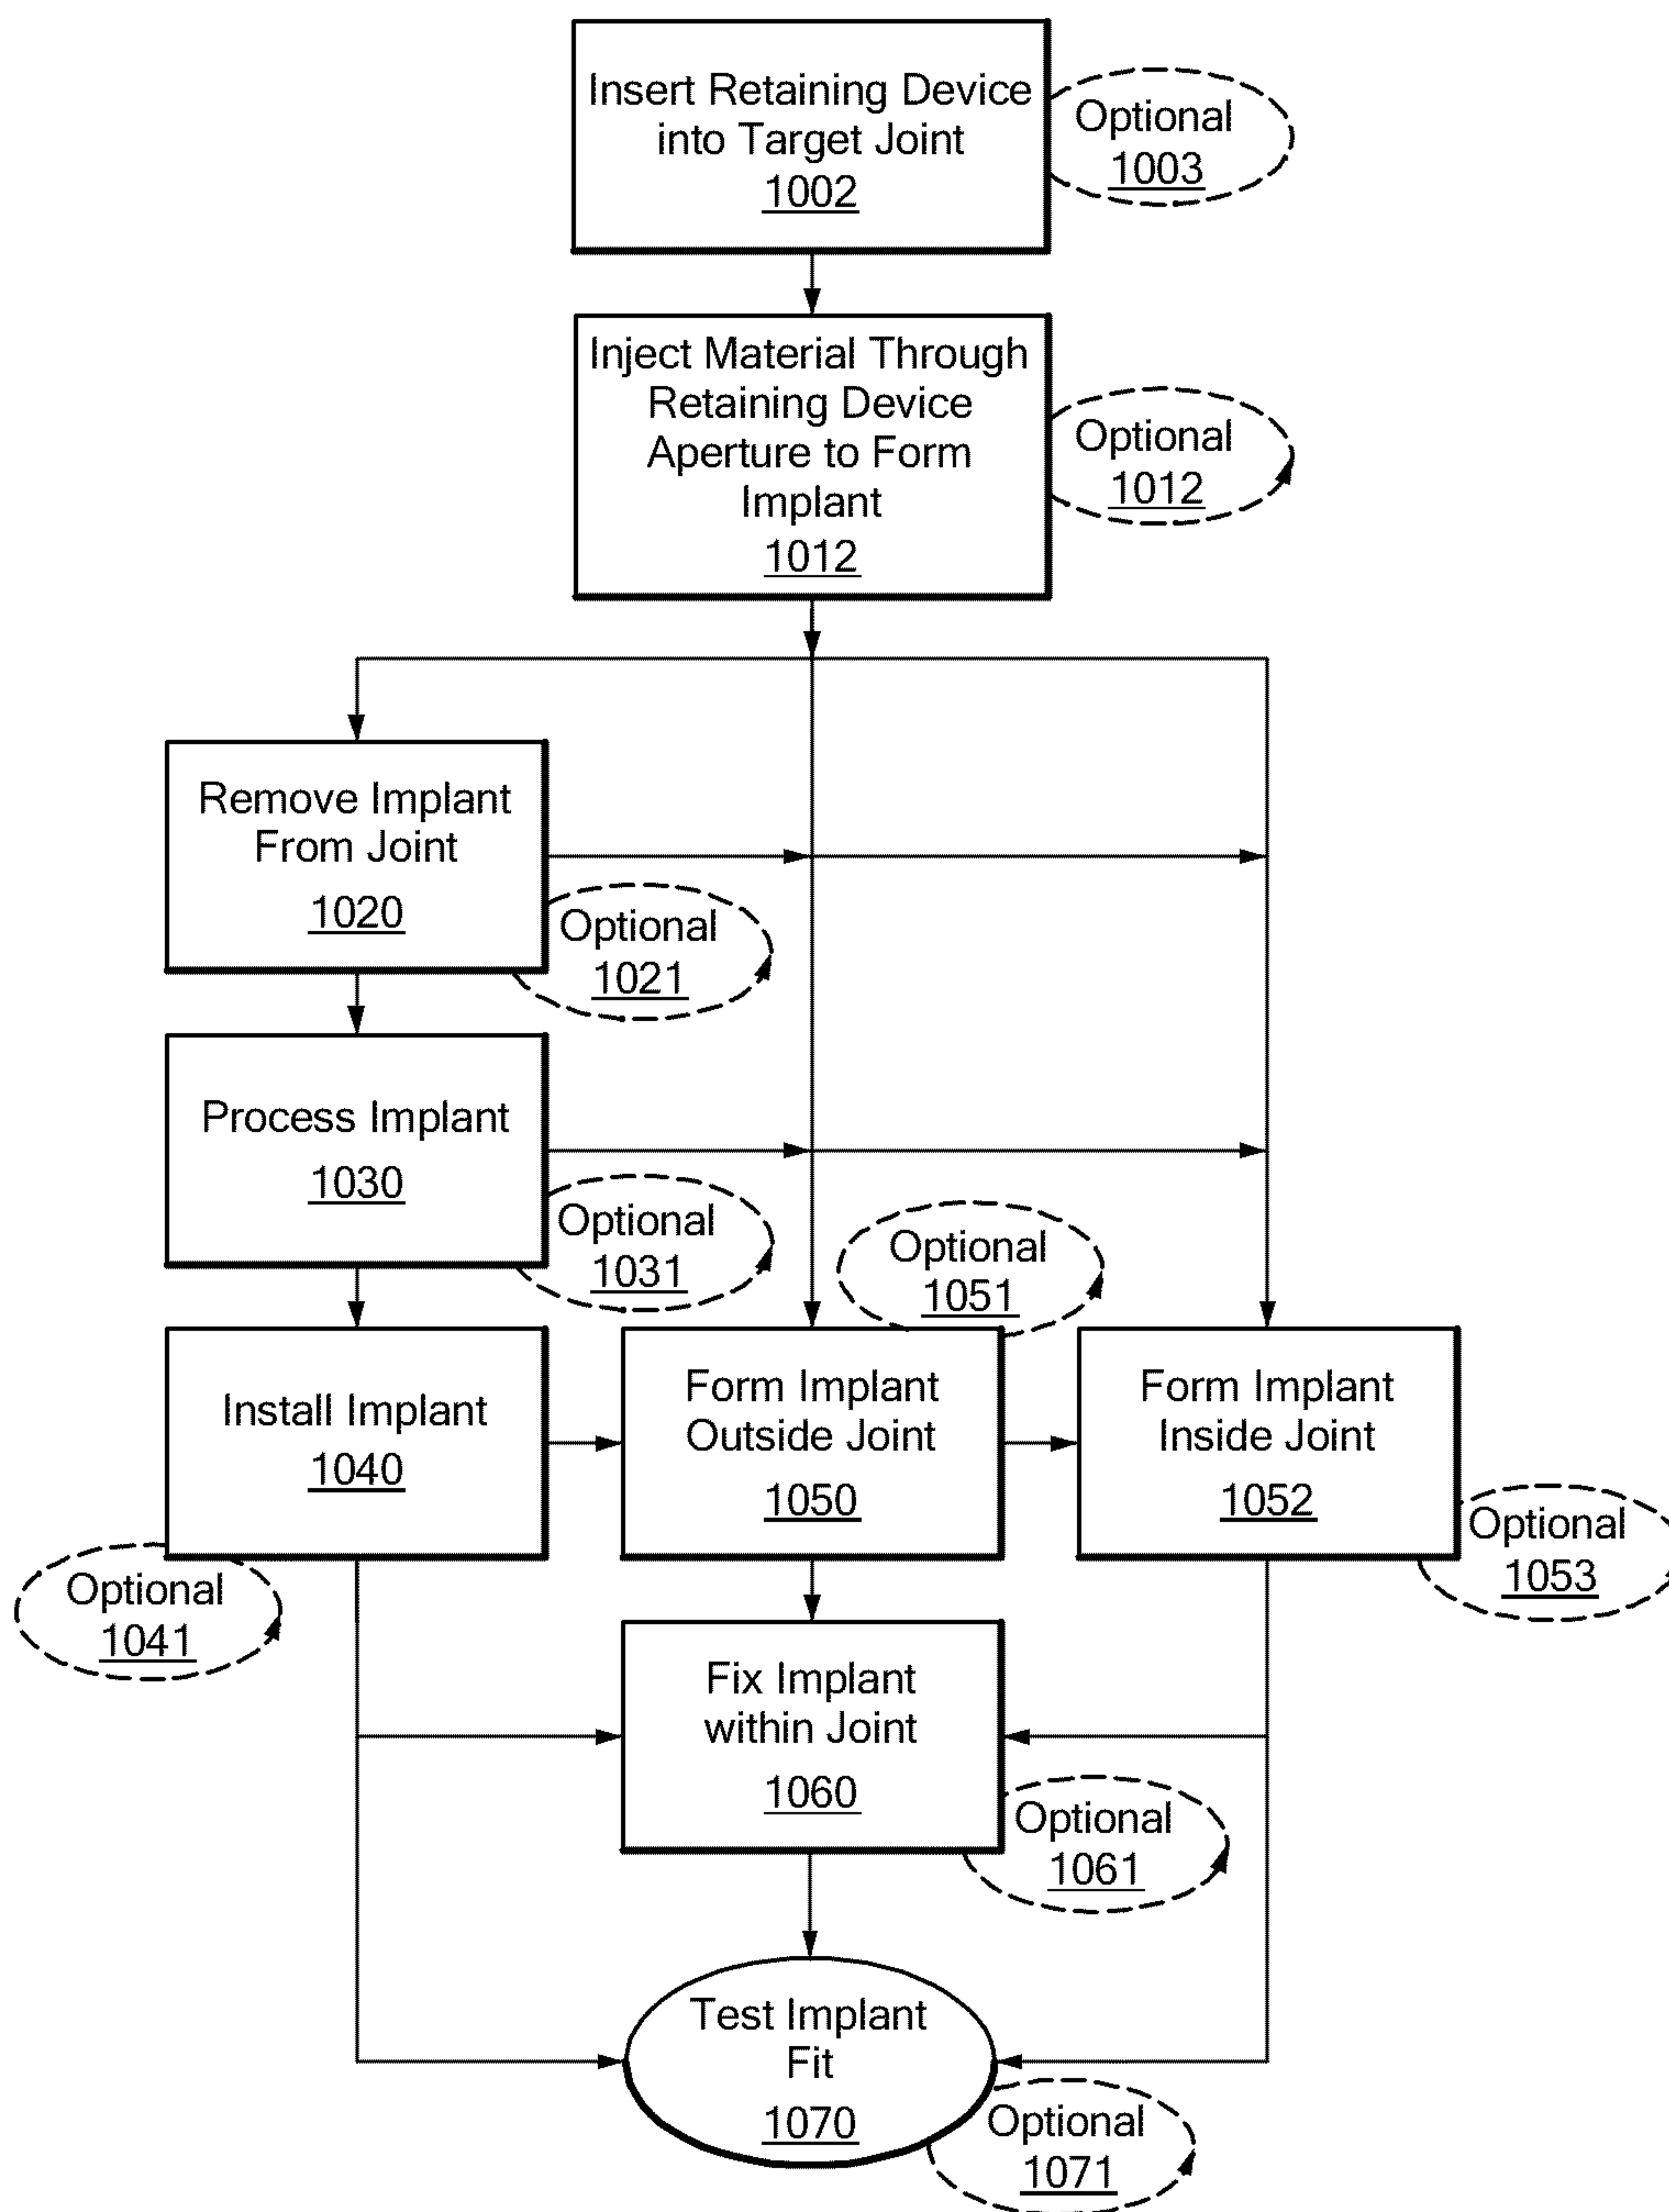 Insert Retaining Device
into Target Joint
1002
Optional
1003
Inject Material Through
Retaining Device
Aperture to Form
Implant
1012
Optional
1012
Remove Implant
From Joint
1020
Optional
1021
Process Implant
1030
Optional
1031
Optional
1051
Install Implant
1040
Optional
1041
Form Implant
Outside Joint
1050
Form Implant
Inside Joint
1052
Optional
1053
Fix Implant
within Joint
1060
Optional
1061
Test Implant
Fit
1070
Optional
1071